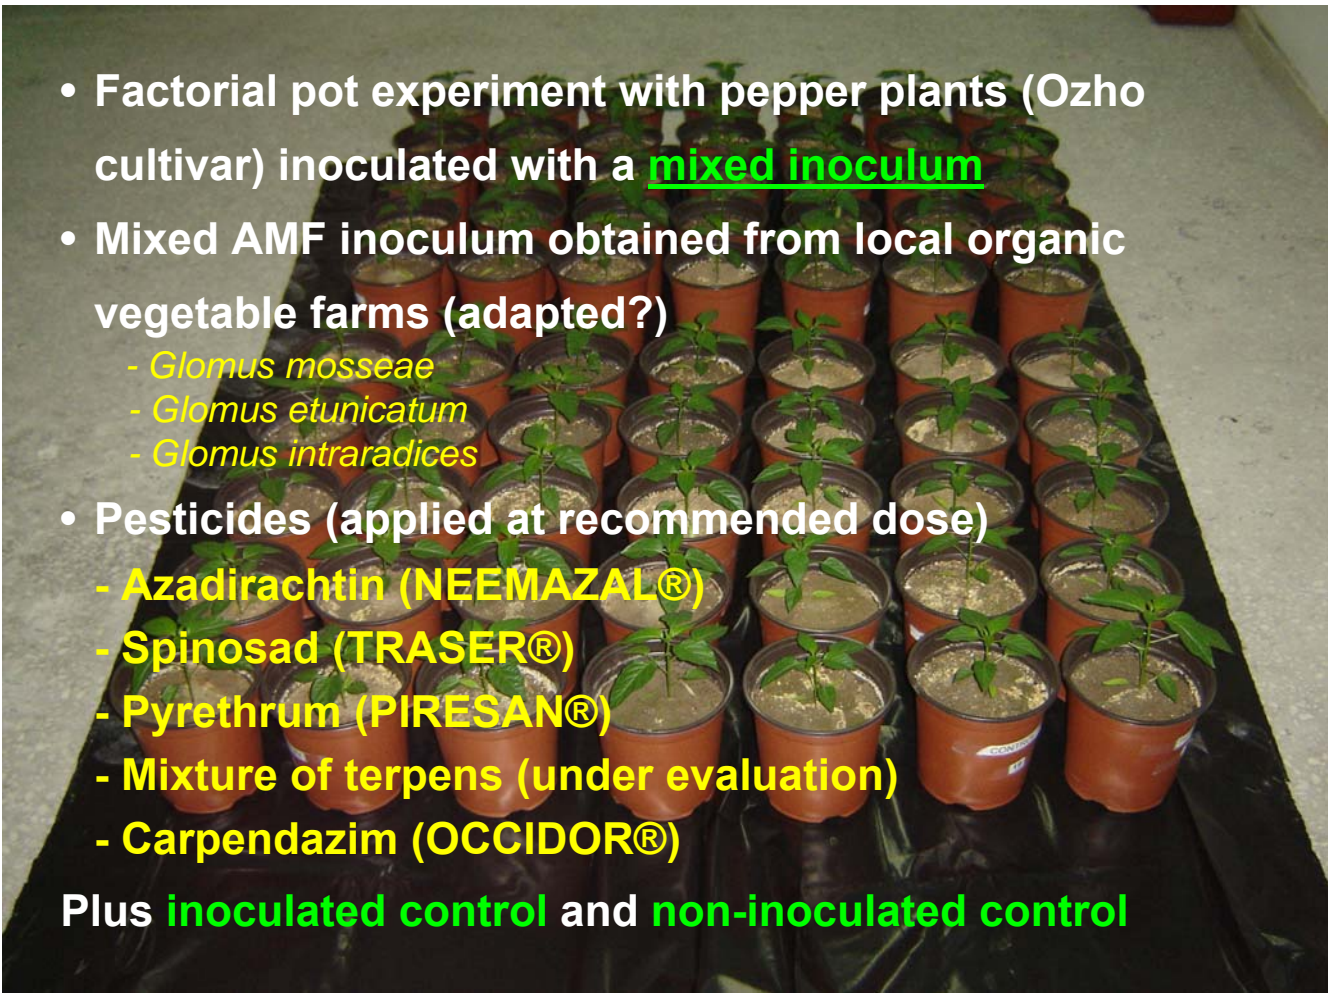 • Factorial pot experiment with pepper plants (Ozho
cultivar) inoculated with a mixed inoculum
• Mixed AMF inoculum obtained from local organic
vegetable farms (adapted?)
- Glomus mosseae
- Glomus etunicatum
- Glomus intraradices
• Pesticides (applied at recommended dose)
- Azadirachtin (NEEMAZAL®)
- Spinosad (TRASER®)
- Pyrethrum (PIRESAN®)
- Mixture of terpens (under evaluation)
- Carpendazim (OCCIDOR®)
Plus inoculated control and non-inoculated control